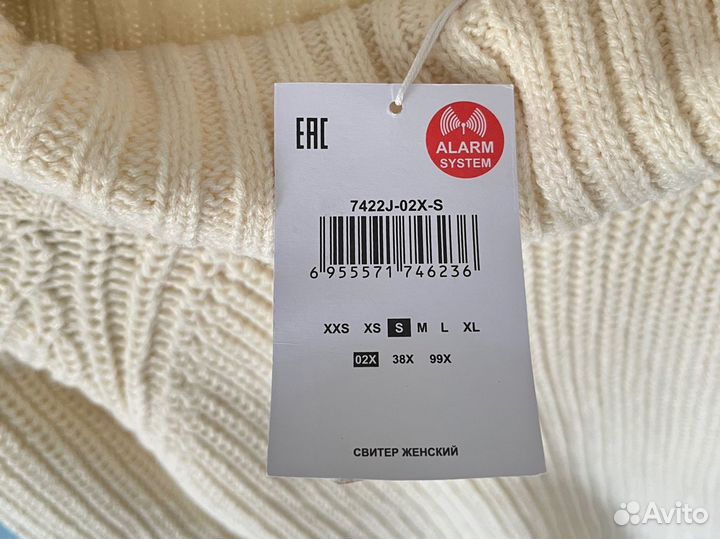 EAC
ALARM
SYSTEM
7422J-02X-S
6 955571 746236
XXS XS S M L XL
02X 38X 99X
СВИТЕР ЖЕНСКИЙ
Avito